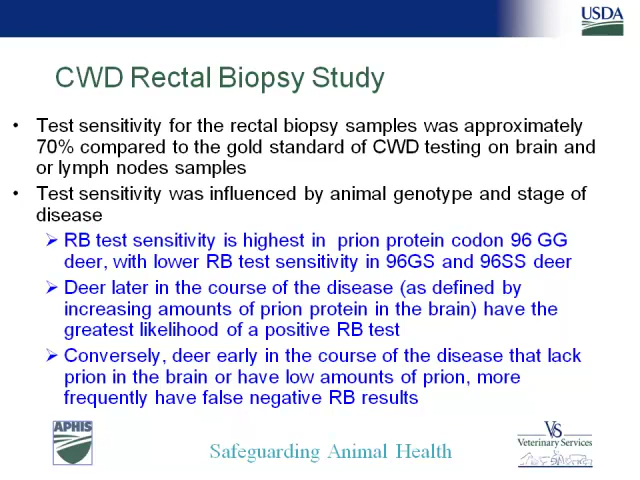 USDA
CWD Rectal Biopsy Study
• Test sensitivity for the rectal biopsy samples was approximately
70% compared to the gold standard of CWD testing on brain and
or lymph nodes samples
• Test sensitivity was influenced by animal genotype and stage of
disease
➢ RB test sensitivity is highest in prion protein codon 96 GG
deer, with lower RB test sensitivity in 96GS and 96SS deer
➢ Deer later in the course of the disease (as defined by
increasing amounts of prion protein in the brain) have the
greatest likelihood of a positive RB test
➢ Conversely, deer early in the course of the disease that lack
prion in the brain or have low amounts of prion, more
frequently have false negative RB results
APHIS
Safeguarding Animal Health
VS
Veterinary Services